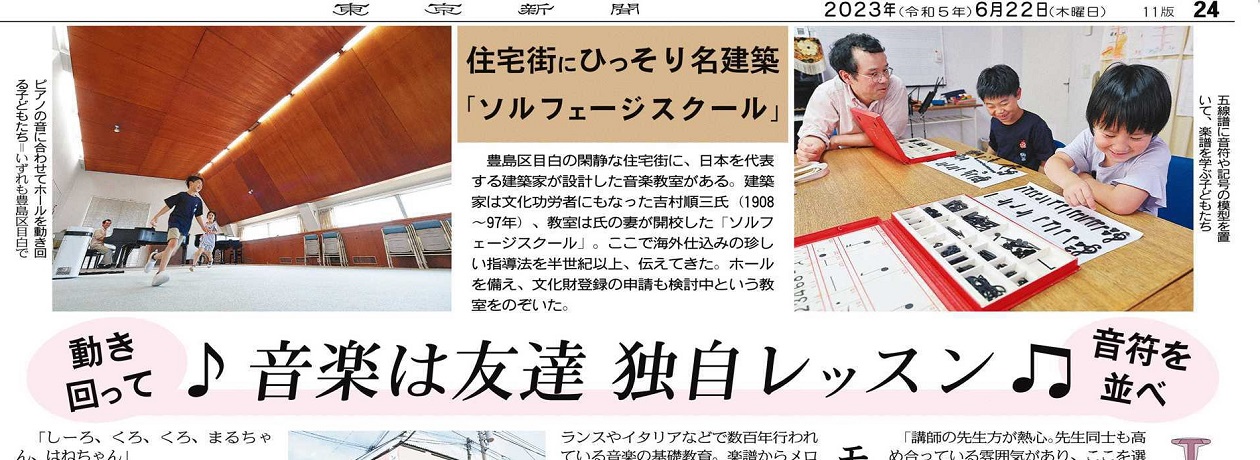 東京新聞
2023年(令和5年)6月22日(木曜日)
11版
24
ピアノの音に合わせてホールを動き回
る子どもたち＝いずれも豊島区目白で
住宅街にひっそり名建築
「ソルフェージスクール」
豊島区目白の閑静な住宅街に、日本を代表
する建築家が設計した音楽教室がある。建築
家は文化功労者にもなった吉村順三氏（1908
～97年）、教室は氏の妻が開校した「ソルフ
ェージスクール」。ここで海外仕込みの珍し
い指導法を半世紀以上、伝えてきた。ホール
を備え、文化財登録の申請も検討中という教
室をのぞいた。
五線譜に音符や記号の模型を置
いて、楽譜を学ぶ子どもたち
動き
回って
♪音楽は友達 独自レッスン♫
音符を
並べ
「しーろ、くろ、くろ、まるちゃ
ん、はねちゃん」
ランスやイタリアなどで数百年行われ
ている音楽の基礎教育。楽譜からメロ
モ
「講師の先生方が熱心。先生同士も高
め合っている雰囲気があり、ここを選